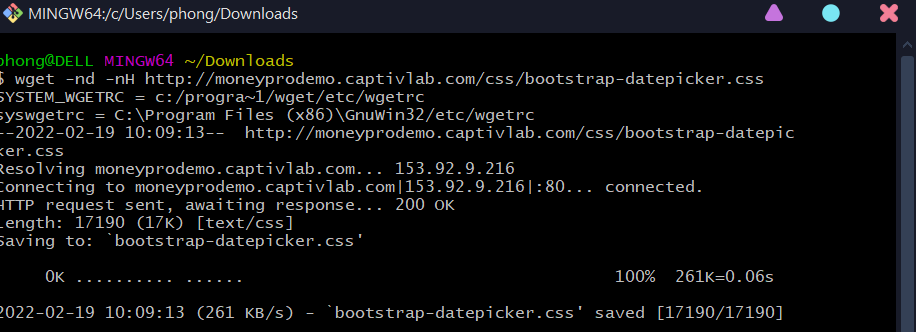 MINGW64:/c/Users/phong/Downloads
phong@DELL MINGW64 ~/Downloads
$ wget -nd -nH http://moneyprodemo.captivlab.com/css/bootstrap-datepicker.css
SYSTEM_WGETRC = c:/progra~1/wget/etc/wgetrc
syswgetrc = C:\Program Files (x86)\GnuWin32/etc/wgetrc
--2022-02-19 10:09:13--  http://moneyprodemo.captivlab.com/css/bootstrap-datepic
ker.css
Resolving moneyprodemo.captivlab.com... 153.92.9.216
Connecting to moneyprodemo.captivlab.com|153.92.9.216|:80... connected.
HTTP request sent, awaiting response... 200 OK
Length: 17190 (17K) [text/css]
Saving to: `bootstrap-datepicker.css'
0K .......... ...... 100% 261K=0.06s
2022-02-19 10:09:13 (261 KB/s) - `bootstrap-datepicker.css' saved [17190/17190]